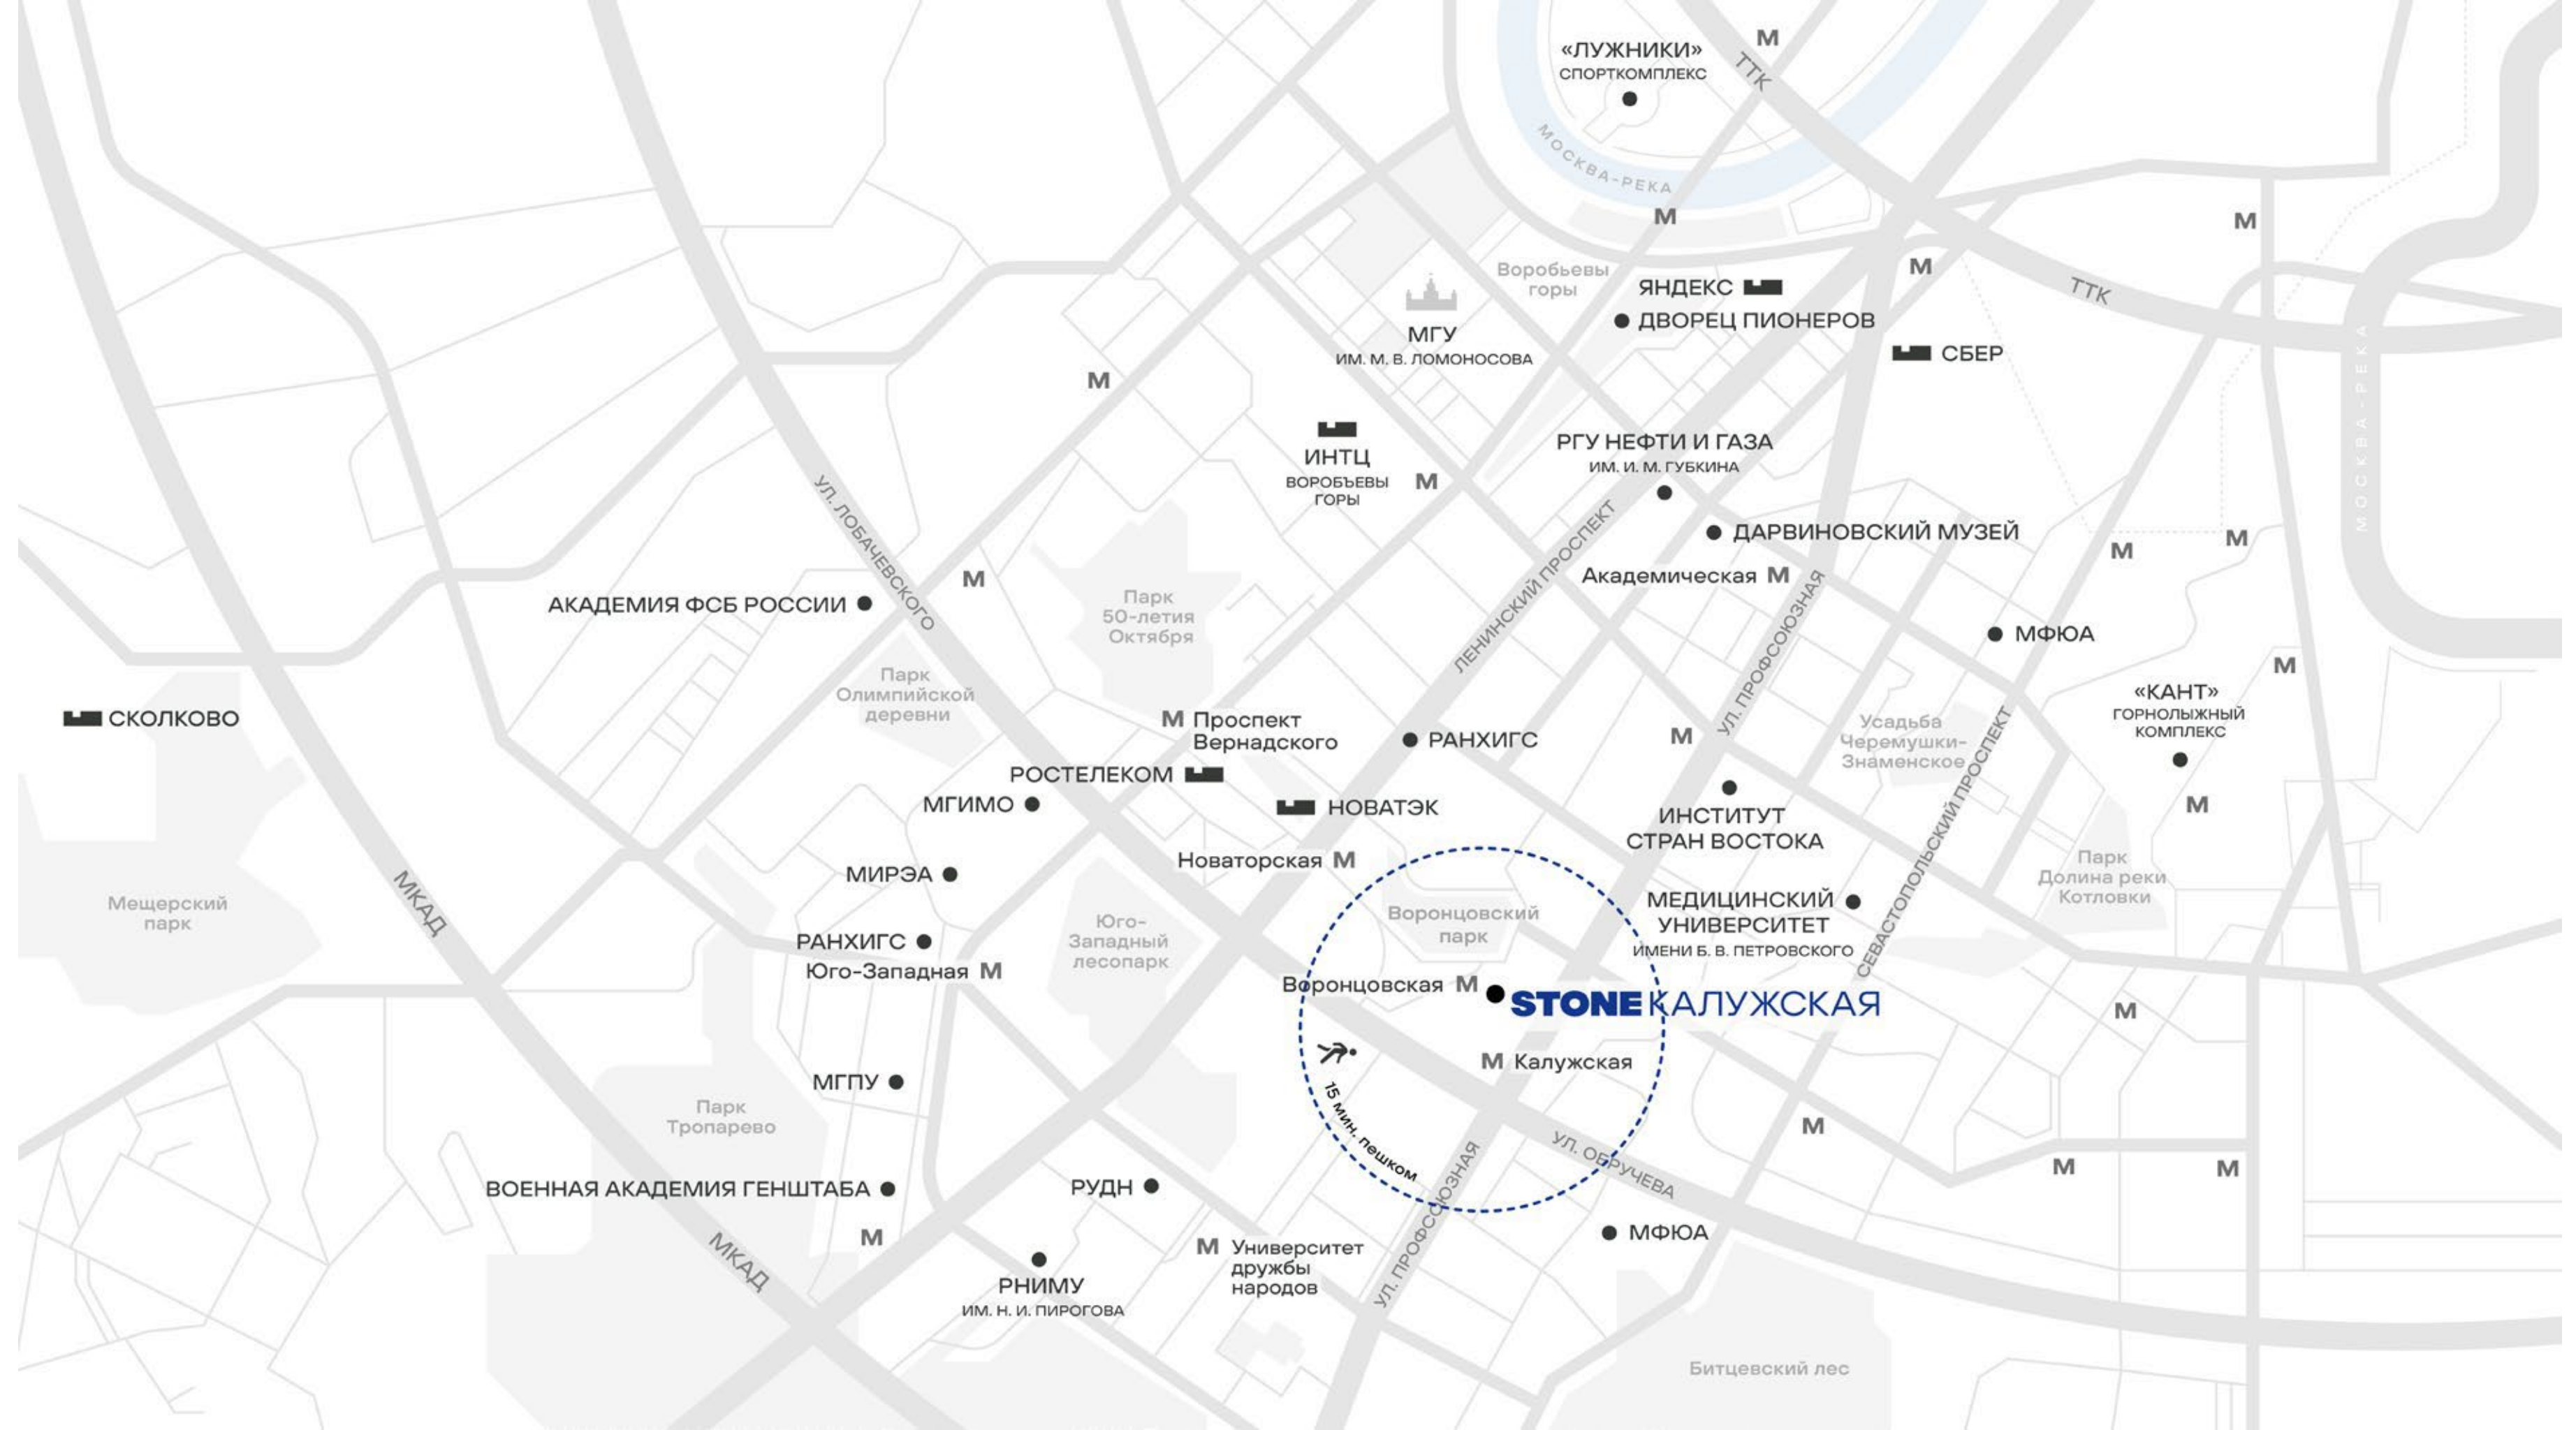 М
«ЛУЖНИКИ»
СПОРТКОМПЛЕКС
ТТК
МОСКВА-РЕКА
М
М
Воробьевы
горы
М
ЯНДЕКС
ТТК
ДВОРЕЦ ПИОНЕРОВ
МГУ
ИМ. М. В. ЛОМОНОСОВА
СБЕР
М
МОСКВА-РЕКА
ИНТЦ
ВОРОБЪЕВЫ
ГОРЫ
М
РГУ НЕФТИ И ГАЗА
ИМ. И. М. ГУБКИНА
УЛ. ЛОБАЧЕВСКОГО
ДАРВИНОВСКИЙ МУЗЕЙ
М
М
Академическая М
М
ЛЕНИНСКИЙ ПРОСПЕКТ
АКАДЕМИЯ ФСБ РОССИИ
Парк
50-летия
Октября
УЛ. ПРОФСОЮЗНАЯ
МФЮА
М
Парк
Олимпийской
деревни
СКОЛКОВО
«КАНТ»
ГОРНОЛЫЖНЫЙ
КОМПЛЕКС
М Проспект
Вернадского
РАНХИГС
М
Усадьба
Черемушки-
Знаменское
РОСТЕЛЕКОМ
МГИМО
НОВАТЭК
М
ИНСТИТУТ
СТРАН ВОСТОКА
СЕВАСТОПОЛЬСКИЙ ПРОСПЕКТ
Новаторская М
МИРЭА
Парк
Долина реки
Котловки
Мещерский
парк
МКАД
Юго-
Западный
лесопарк
Воронцовский
парк
МЕДИЦИНСКИЙ
УНИВЕРСИТЕТ
ИМЕНИ Б. В. ПЕТРОВСКОГО
РАНХИГС
Юго-Западная М
Воронцовская М
STONE КАЛУЖСКАЯ
М
М Калужская
15 мин. пешком
МГПУ
Парк
Тропарево
М
УЛ. ОБРУЧЕВА
М
М
ВОЕННАЯ АКАДЕМИЯ ГЕНШТАБА
РУДН
УЛ. ПРОФСОЮЗНАЯ
М
МФЮА
М Университет
дружбы
народов
МКАД
РНИМУ
ИМ. Н. И. ПИРОГОВА
Битцевский лес